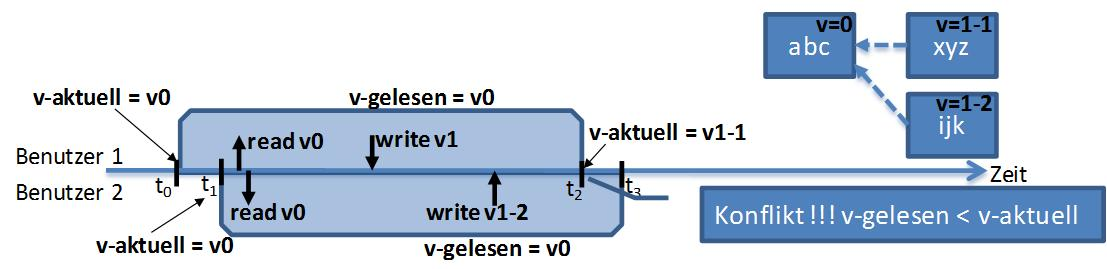 v=0
abc
v=1-1
xyz
v=1-2
ijk
v-aktuell = v0
v-gelesen = v0
v-aktuell = v1-1
read v0
write v1
Benutzer 1
Benutzer 2
t0
t1
t2
t3
Zeit
read v0
write v1-2
v-aktuell = v0
v-gelesen = v0
Konflikt !!! v-gelesen < v-aktuell